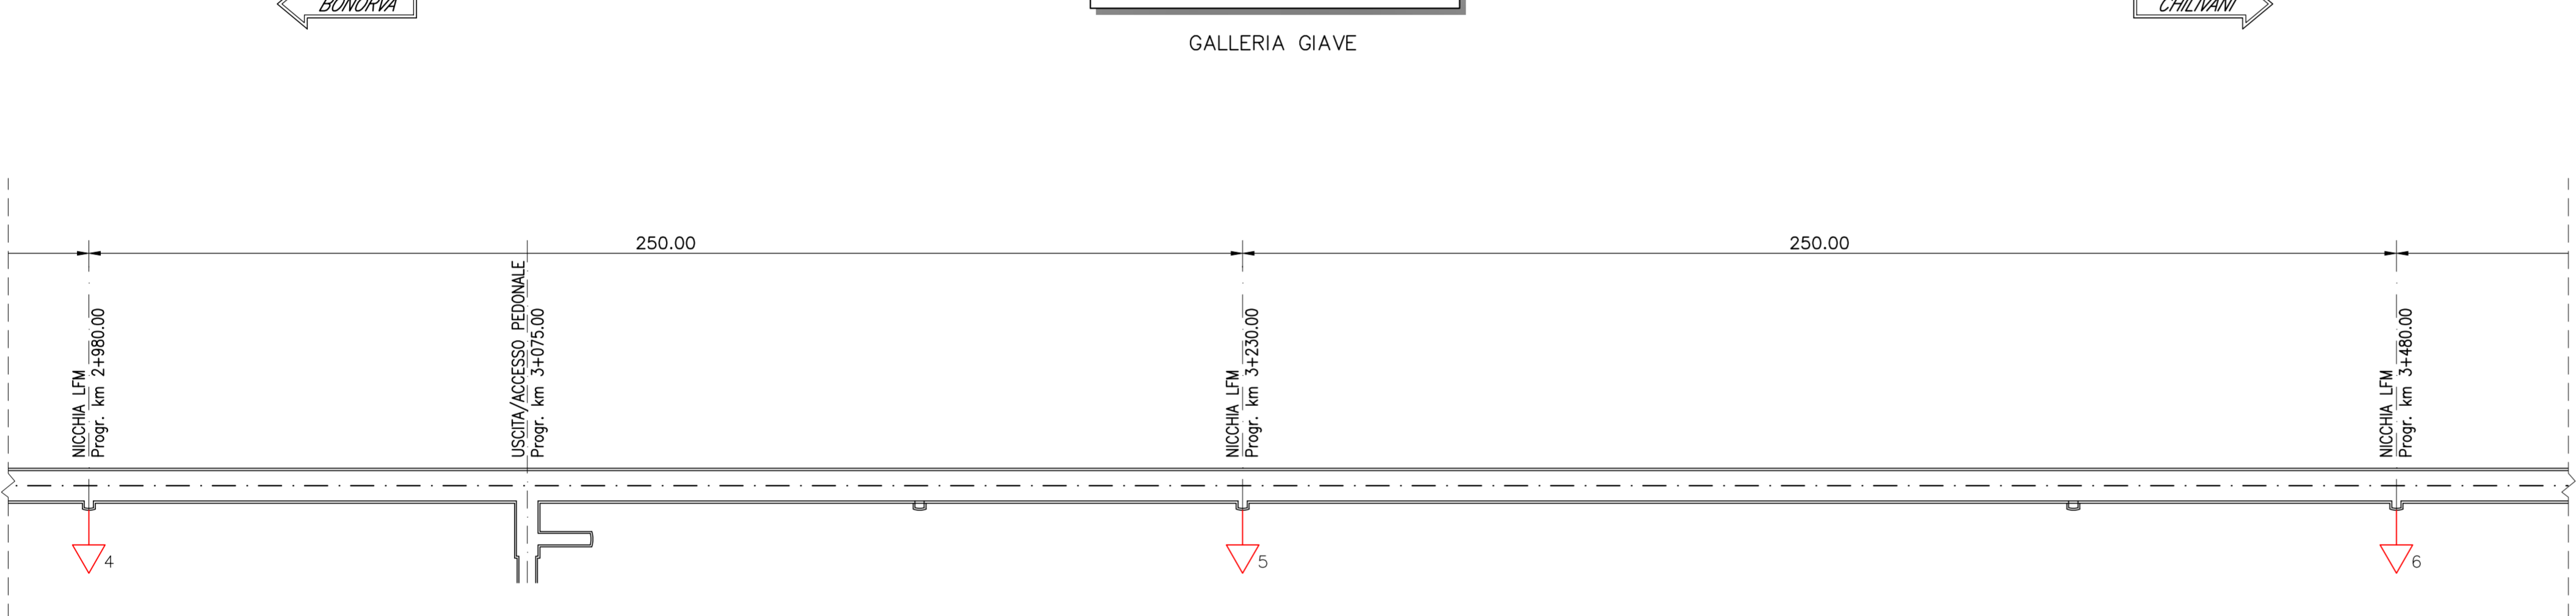 BONORVA
CHILIVANI
GALLERIA GIAVE
250.00
250.00
NICCHIA LFM
Progr. km 2+980.00
USCITA/ACCESSO PEDONALE
Progr. km 3+075.00
NICCHIA LFM
Progr. km 3+230.00
NICCHIA LFM
Progr. km 3+480.00
4
5
6